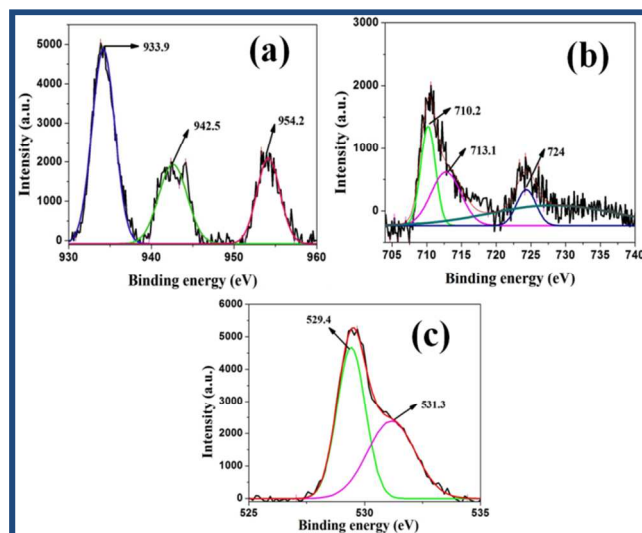 (a)
933.9
942.5
954.2
5000
4000
3000
2000
1000
0
930 940 950 960
Intensity (a.u.)
Binding energy (eV)
(b)
710.2
713.1
724
3000
2000
1000
0
705 710 715 720 725 730 735 740
Intensity (a.u.)
Binding energy (eV)
(c)
529.4
531.3
6000
5000
4000
3000
2000
1000
0
525 530 535
Intensity (a.u.)
Binding energy (eV)